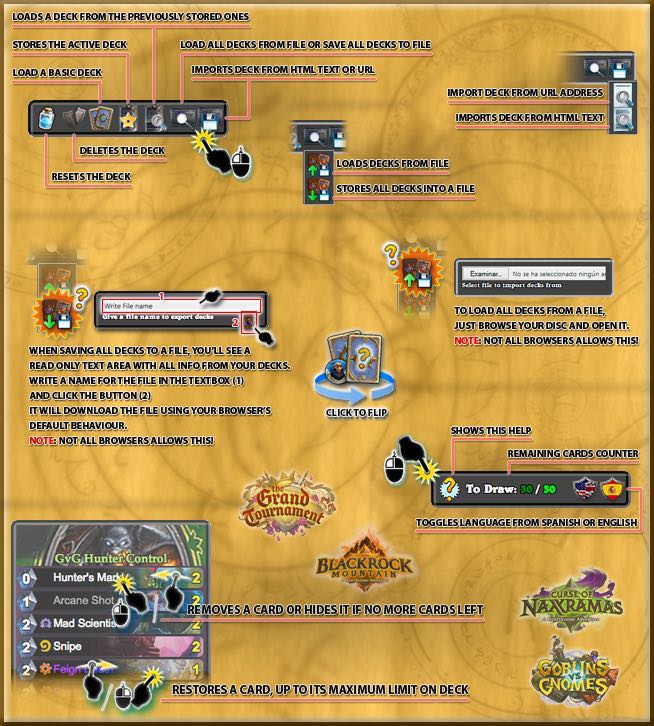 LOADS A DECK FROM THE PREVIOUSLY STORED ONES
STORES THE ACTIVE DECK
LOAD ALL DECKS FROM FILE OR SAVE ALL DECKS TO FILE
LOAD A BASIC DECK
IMPORTS DECK FROM HTML TEXT OR URL
IMPORT DECK FROM URL ADDRESS
IMPORTS DECK FROM HTML TEXT
DELETES THE DECK
RESETS THE DECK
LOADS DECKS FROM FILE
STORES ALL DECKS INTO A FILE
1
Write File name
Give a file name to export decks
2
Examinar...
No se ha seleccionado ningún
Select file to import decks from
TO LOAD ALL DECKS FROM A FILE,
JUST BROWSE YOUR DISC AND OPEN IT.
NOTE: NOT ALL BROWSERS ALLOWS THIS!
WHEN SAVING ALL DECKS TO A FILE, YOU'LL SEE A
READ ONLY TEXT AREA WITH ALL INFO FROM YOUR DECKS.
WRITE A NAME FOR THE FILE IN THE TEXTBOX (1)
AND CLICK THE BUTTON (2)
IT WILL DOWNLOAD THE FILE USING YOUR BROWSER'S
DEFAULT BEHAVIOUR.
NOTE: NOT ALL BROWSERS ALLOWS THIS!
CLICK TO FLIP
SHOWS THIS HELP
REMAINING CARDS COUNTER
To Draw: 30 / 30
TOGGLES LANGUAGE FROM SPANISH OR ENGLISH
the Grand
Tournament
BLACKROCK
MOUNTAIN
CURSE OF
NAXXRAMAS
GOBLINS
VS
GNOMES
GvG Hunter Control
0 Hunter's Mark 2
1 Arcane Shot 2
2 Mad Scientis 2
2 Snipe 2
2 Feign 1
REMOVES A CARD OR HIDES IT IF NO MORE CARDS LEFT
RESTORES A CARD, UP TO ITS MAXIMUM LIMIT ON DECK